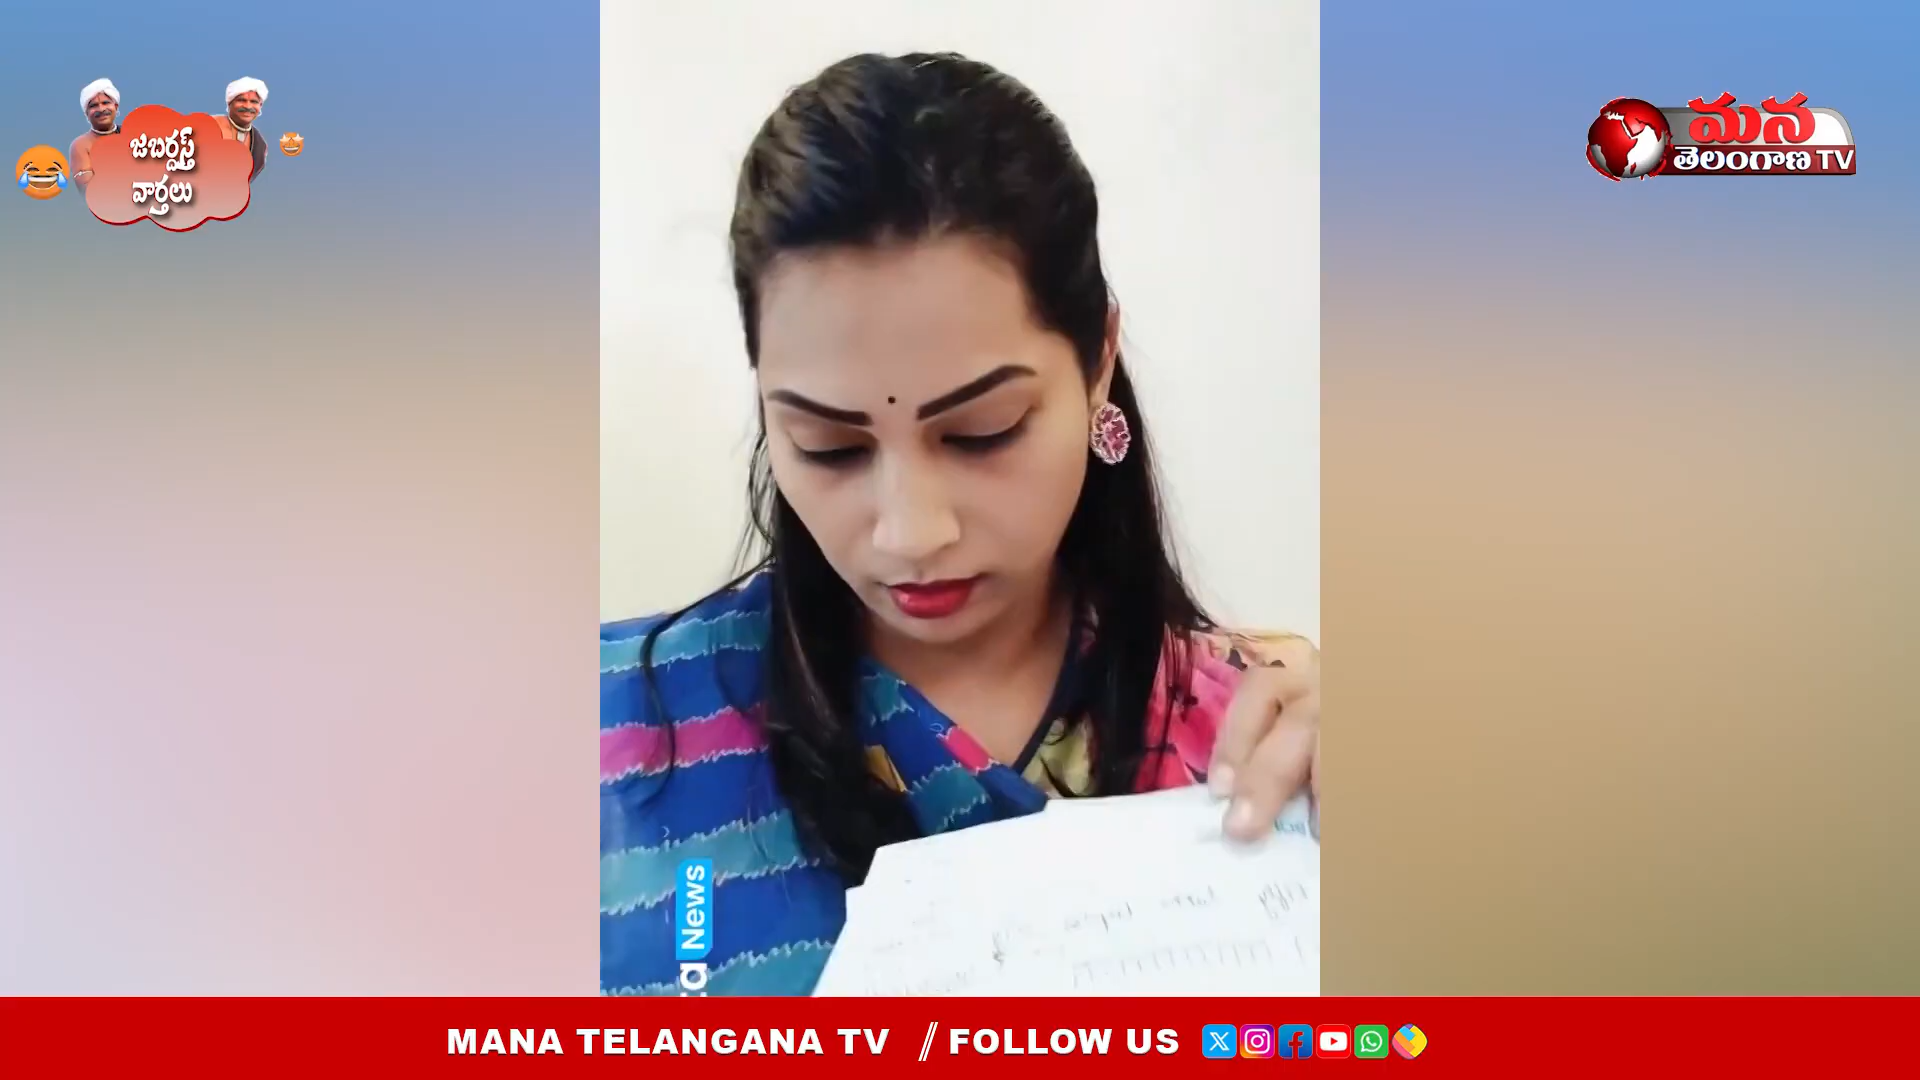 జబర్దస్త్
వార్తలు
మన
తెలంగాణ TV
News
MANA TELANGANA TV // FOLLOW US